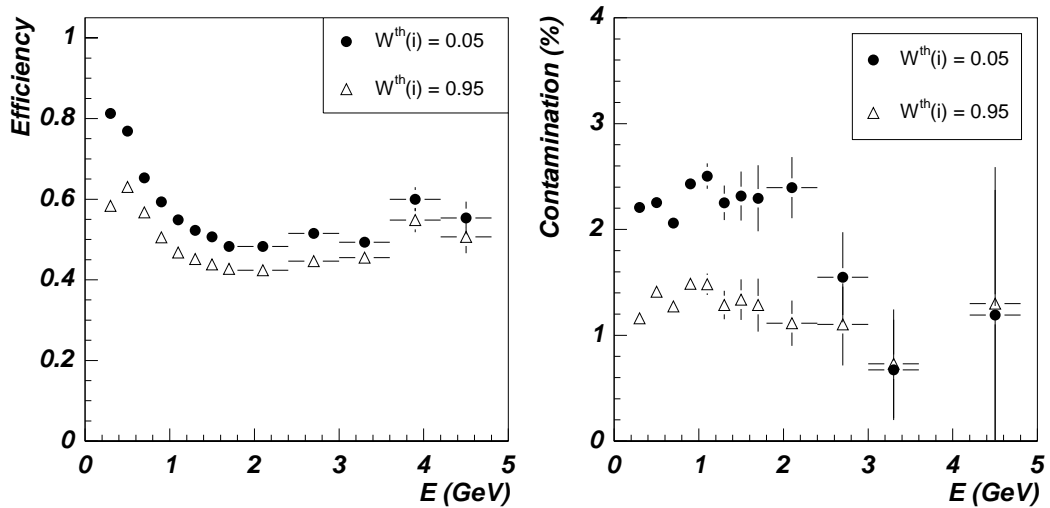 Efficiency
1
0.8
0.6
0.4
0.2
0
0 1 2 3 4 5
E (GeV)
W^th(i) = 0.05
W^th(i) = 0.95
Contamination (%)
4
3
2
1
0
0 1 2 3 4 5
E (GeV)
W^th(i) = 0.05
W^th(i) = 0.95